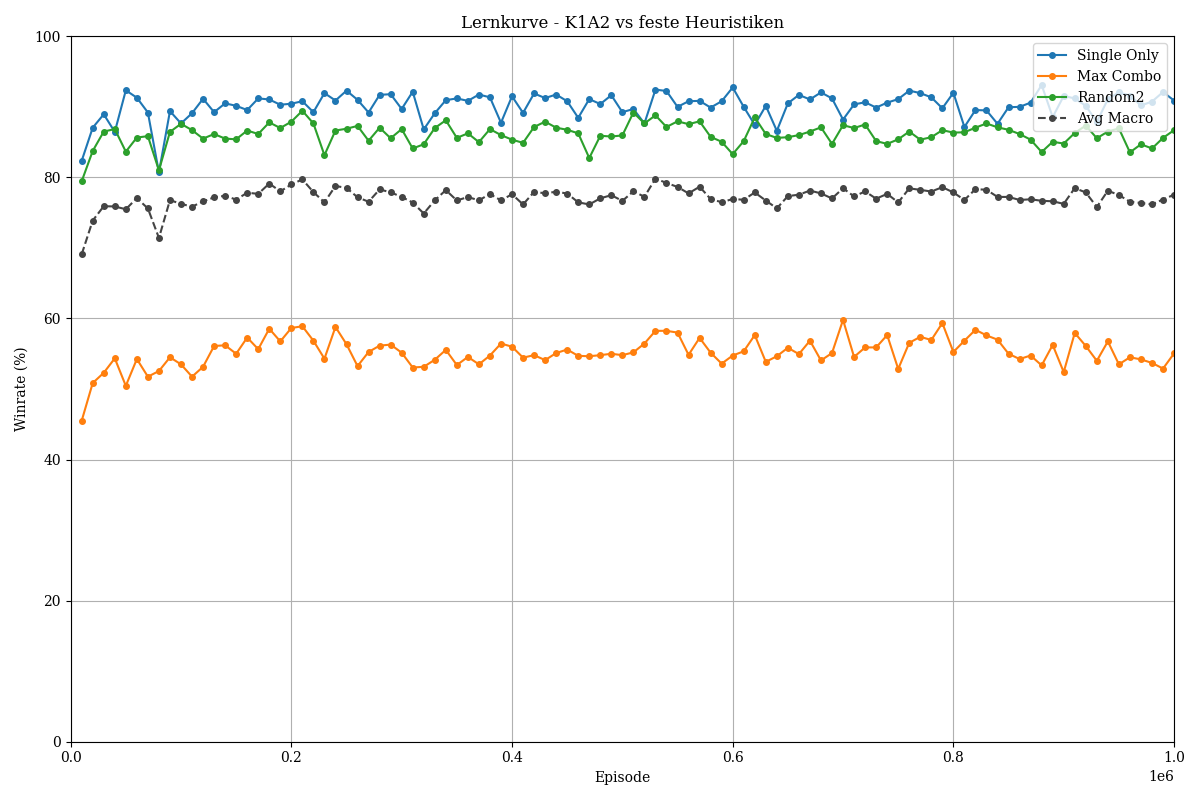 Lernkurve - K1A2 vs feste Heuristiken
100
80
60
40
20
0
Winrate (%)
Single Only
Max Combo
Random2
Avg Macro
0.0
0.2
0.4
0.6
0.8
1.0
Episode
1e6